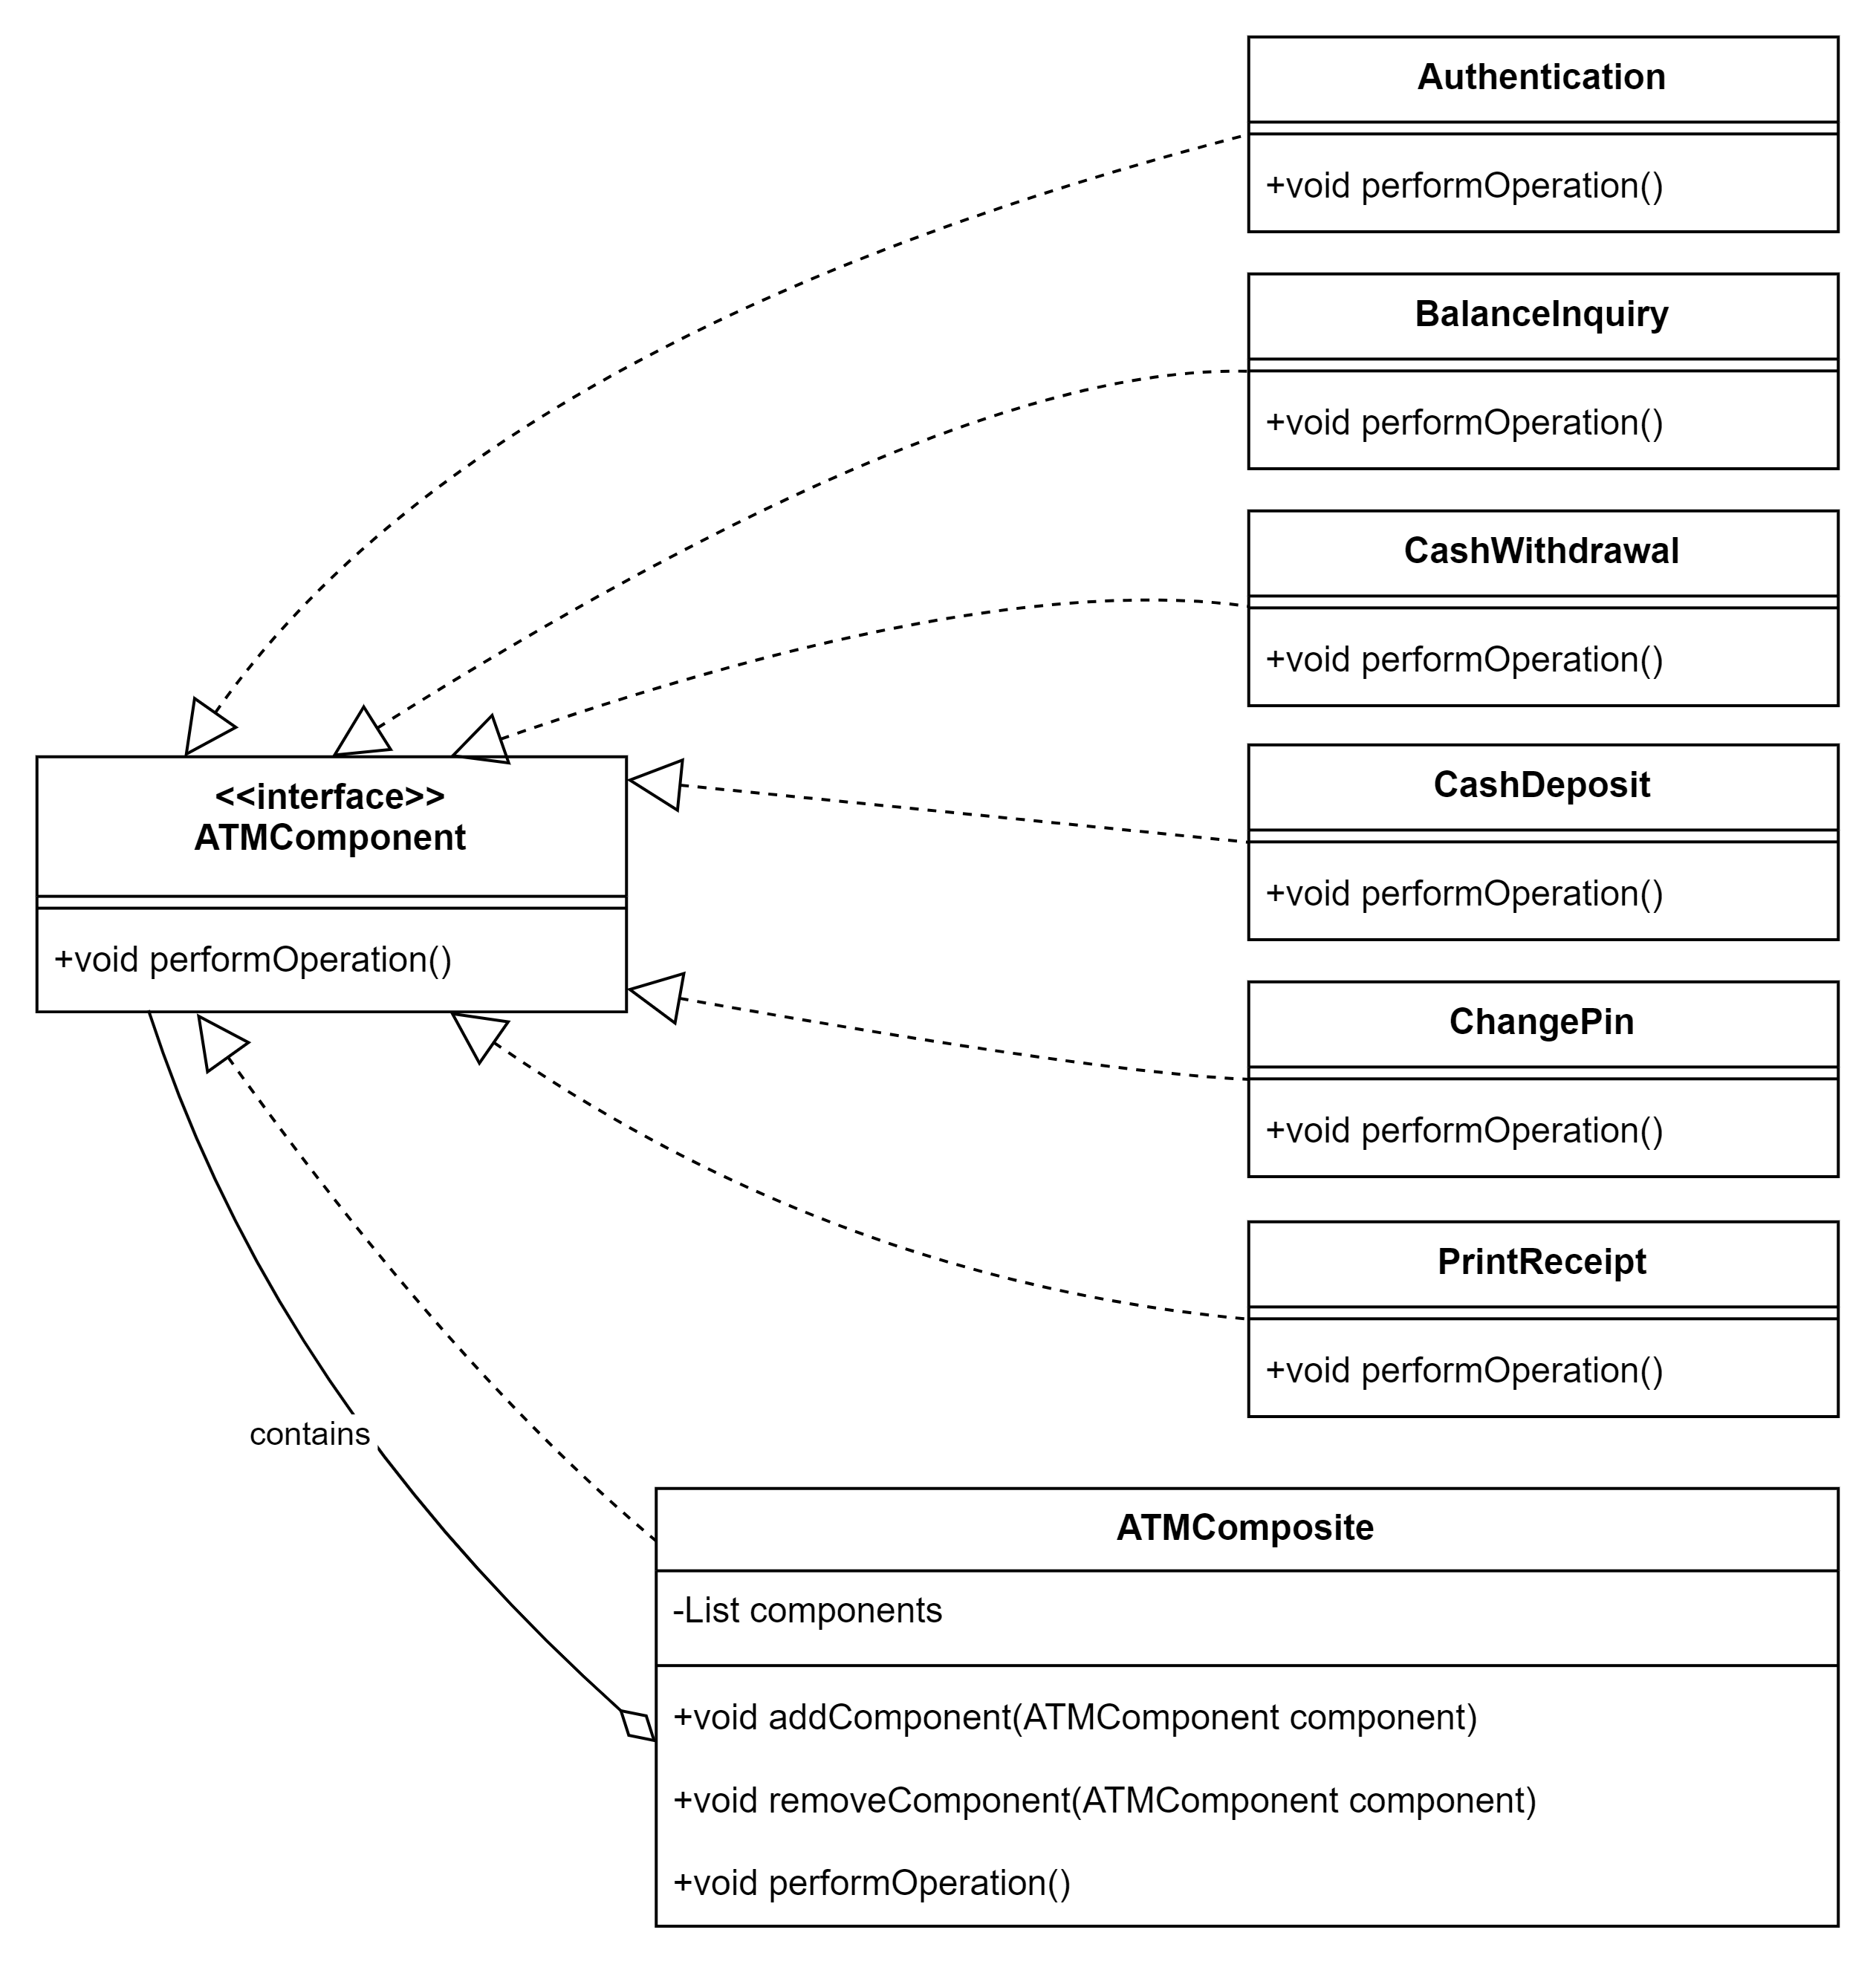 Authentication
+void performOperation()
BalanceInquiry
+void performOperation()
CashWithdrawal
+void performOperation()
<<interface>>
ATMComponent
+void performOperation()
CashDeposit
+void performOperation()
ChangePin
+void performOperation()
PrintReceipt
+void performOperation()
contains
ATMComposite
-List components
+void addComponent(ATMComponent component)
+void removeComponent(ATMComponent component)
+void performOperation()